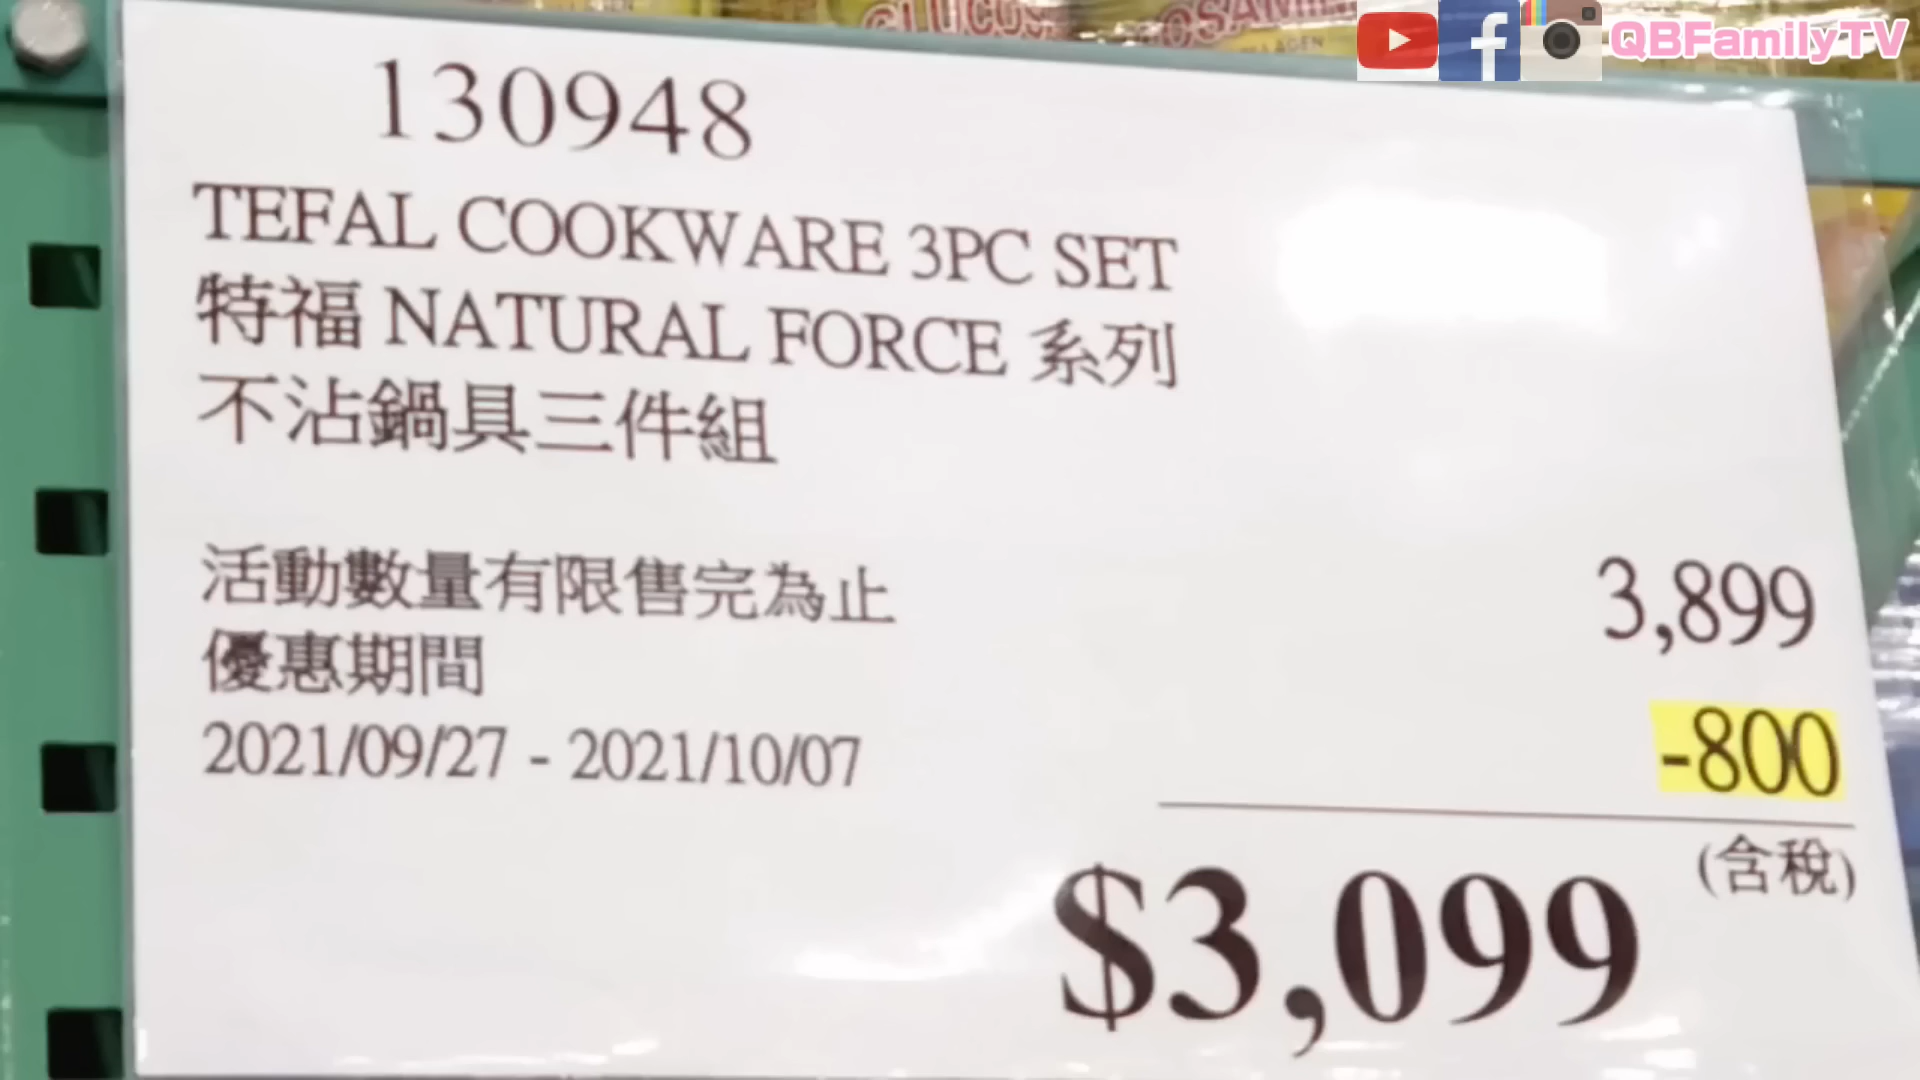 GLUCOS
OSAMI
QBFamilyTV
130948
TEFAL COOKWARE 3PC SET
特福 NATURAL FORCE 系列
不沾鍋具三件組
活動數量有限售完為止
優惠期間
2021/09/27 - 2021/10/07
3,899
-800
(含稅)
$3,099